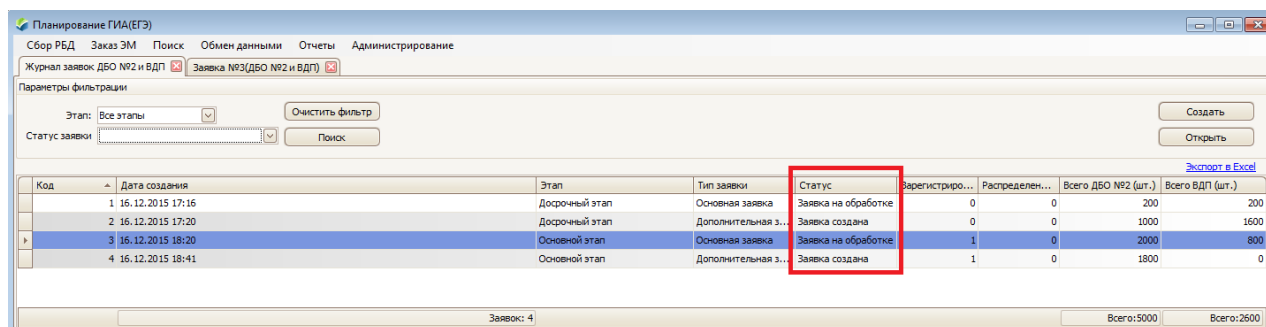 Планирование ГИА(ЕГЭ)
Сбор РБД Заказ ЭМ Поиск Обмен данными Отчеты Администрирование
Журнал заявок ДБО №2 и ВДП Заявка №3(ДБО №2 и ВДП)
Параметры фильтрации
Этап: Все этапы Очистить фильтр Создать
Статус заявки Поиск Открыть
Экспорт в Excel
Код Дата создания Этап Тип заявки Статус Зарегистриро... Распределен... Всего ДБО №2 (шт.) Всего ВДП (шт.)
1 16.12.2015 17:16 Досрочный этап Основная заявка Заявка на обработке 0 0 200 200
2 16.12.2015 17:20 Досрочный этап Дополнительная з... Заявка создана 0 0 1000 1600
3 16.12.2015 18:20 Основной этап Основная заявка Заявка на обработке 1 0 2000 800
4 16.12.2015 18:41 Основной этап Дополнительная з... Заявка создана 1 0 1800 0
Заявок: 4 Всего:5000 Всего:2600